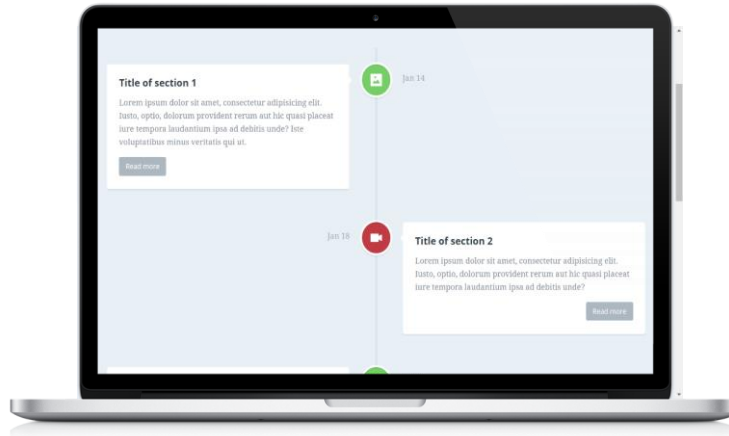 Title of section 1
Jan 14
Lorem ipsum dolor sit amet, consectetur adipisicing elit.
Iusto, optio, dolorum provident rerum aut hic quasi placeat
iure tempora laudantium ipsa ad debitis unde? Iste
voluptatibus minus veritatis qui ut.
Read more
Jan 18
Title of section 2
Lorem ipsum dolor sit amet, consectetur adipisicing elit.
Iusto, optio, dolorum provident rerum aut hic quasi placeat
iure tempora laudantium ipsa ad debitis unde?
Read more